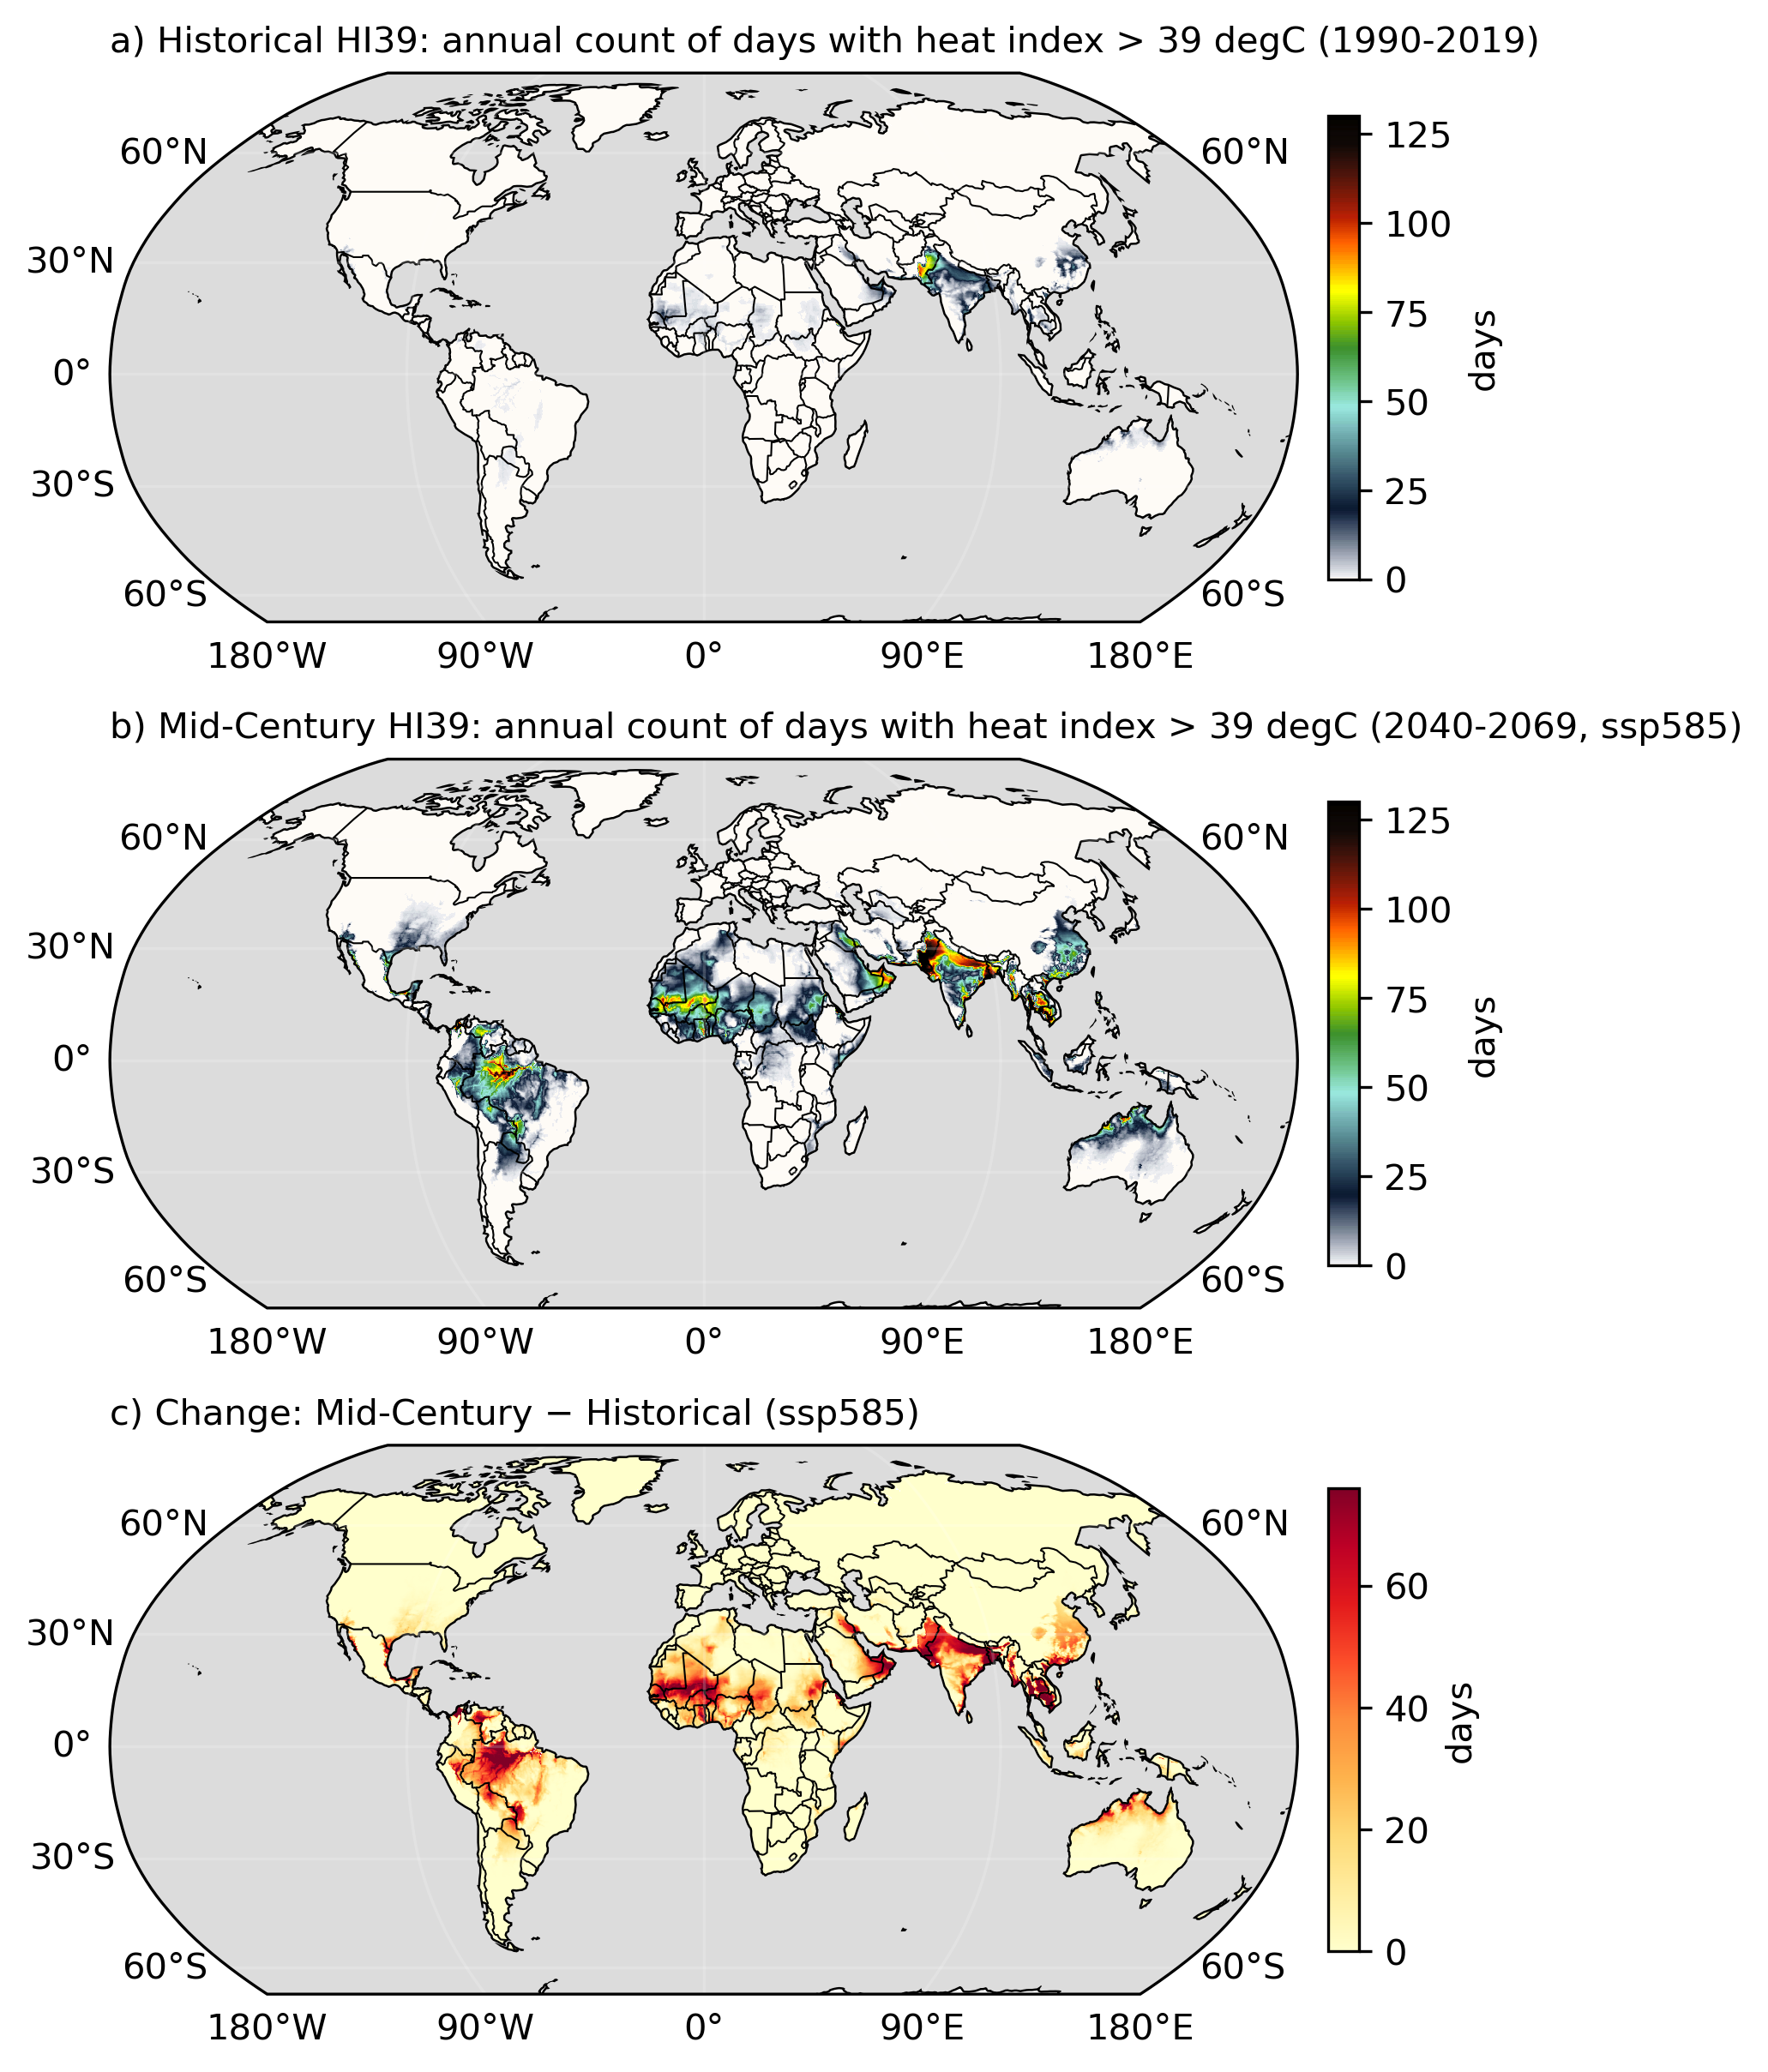 a) Historical HI39: annual count of days with heat index > 39 degC (1990-2019)
60°N
60°N
30°N
0°
30°S
60°S
60°S
180°W
90°W
0°
90°E
180°E
125
100
75
50
25
0
days
b) Mid-Century HI39: annual count of days with heat index > 39 degC (2040-2069, ssp585)
60°N
60°N
30°N
0°
30°S
60°S
60°S
180°W
90°W
0°
90°E
180°E
125
100
75
50
25
0
days
c) Change: Mid-Century − Historical (ssp585)
60°N
60°N
30°N
0°
30°S
60°S
60°S
180°W
90°W
0°
90°E
180°E
60
40
20
0
days